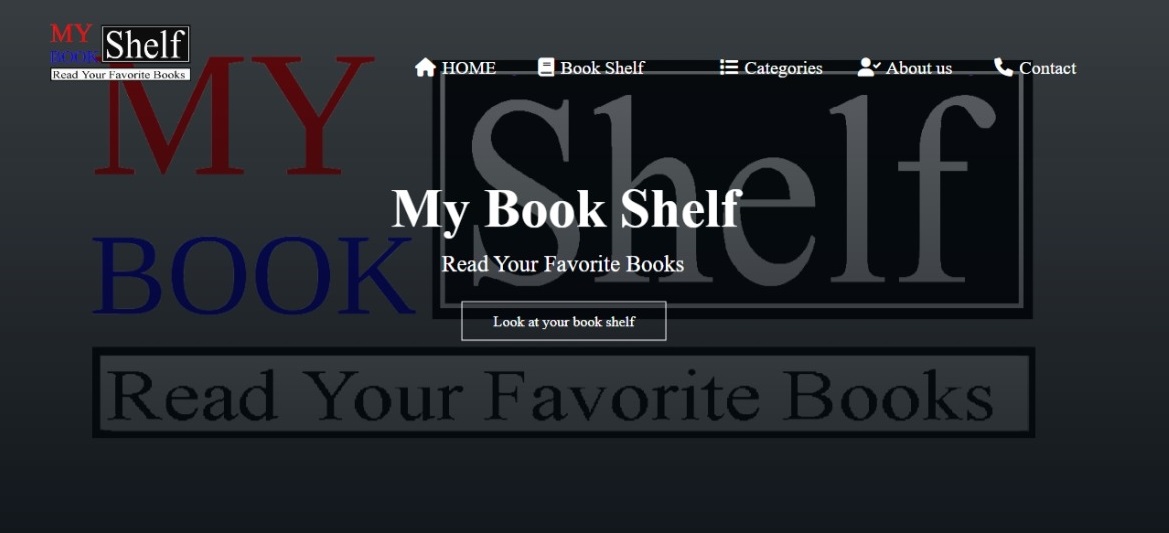 MY
BOOK Shelf
Read Your Favorite Books
HOME Book Shelf Categories About us Contact
MY
BOOK Shelf
My Book Shelf
Read Your Favorite Books
Look at your book shelf
Read Your Favorite Books